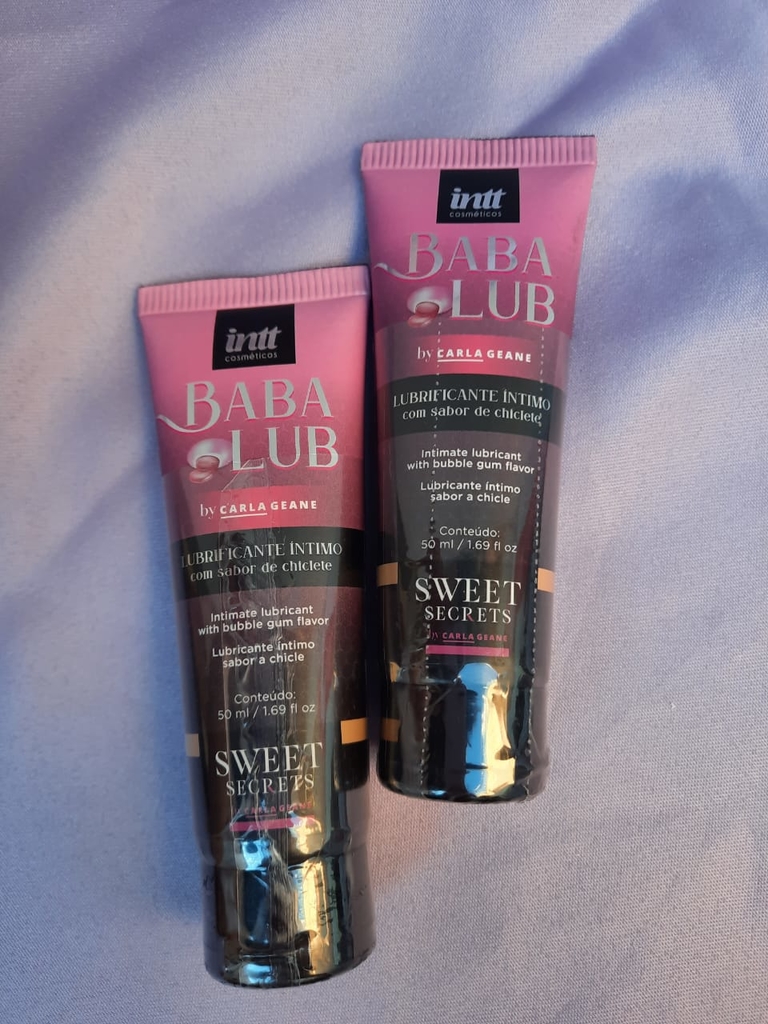 intt
cosméticos
BABA
LUB
by CARLA GEANE
LUBRIFICANTE ÍNTIMO
com sabor de chiclete
Intimate lubricant
with bubble gum flavor
Lubricante íntimo
sabor a chicle
Conteúdo:
50 ml / 1.69 fl oz
SWEET
SECRETS
by CARLA GEANE
intt
cosméticos
BABA
LUB
by CARLA GEANE
LUBRIFICANTE ÍNTIMO
com sabor de chiclete
Intimate lubricant
with bubble gum flavor
Lubricante íntimo
sabor a chicle
Conteúdo:
50 ml / 1.69 fl oz
SWEET
SECRETS
CARLA GEANE